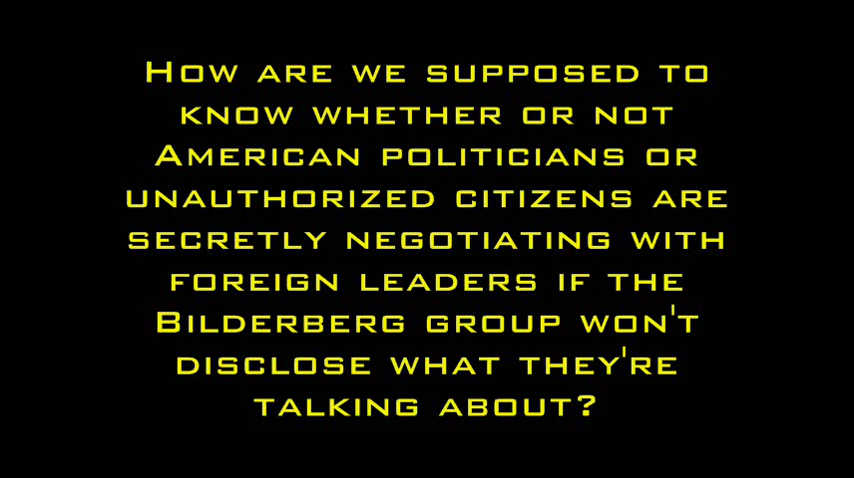 How are we supposed to
know whether or not
American politicians or
unauthorized citizens are
secretly negotiating with
foreign leaders if the
Bilderberg group won't
disclose what they're
talking about?